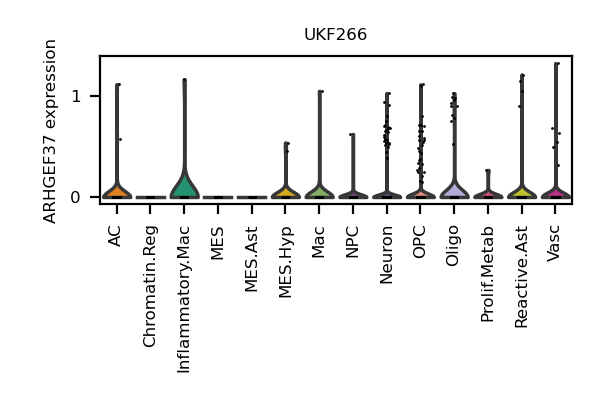 UKF266
ARHGEF37 expression
1
0
AC
Chromatin.Reg
Inflammatory.Mac
MES
MES.Ast
MES.Hyp
Mac
NPC
Neuron
OPC
Oligo
Prolif.Metab
Reactive.Ast
Vasc